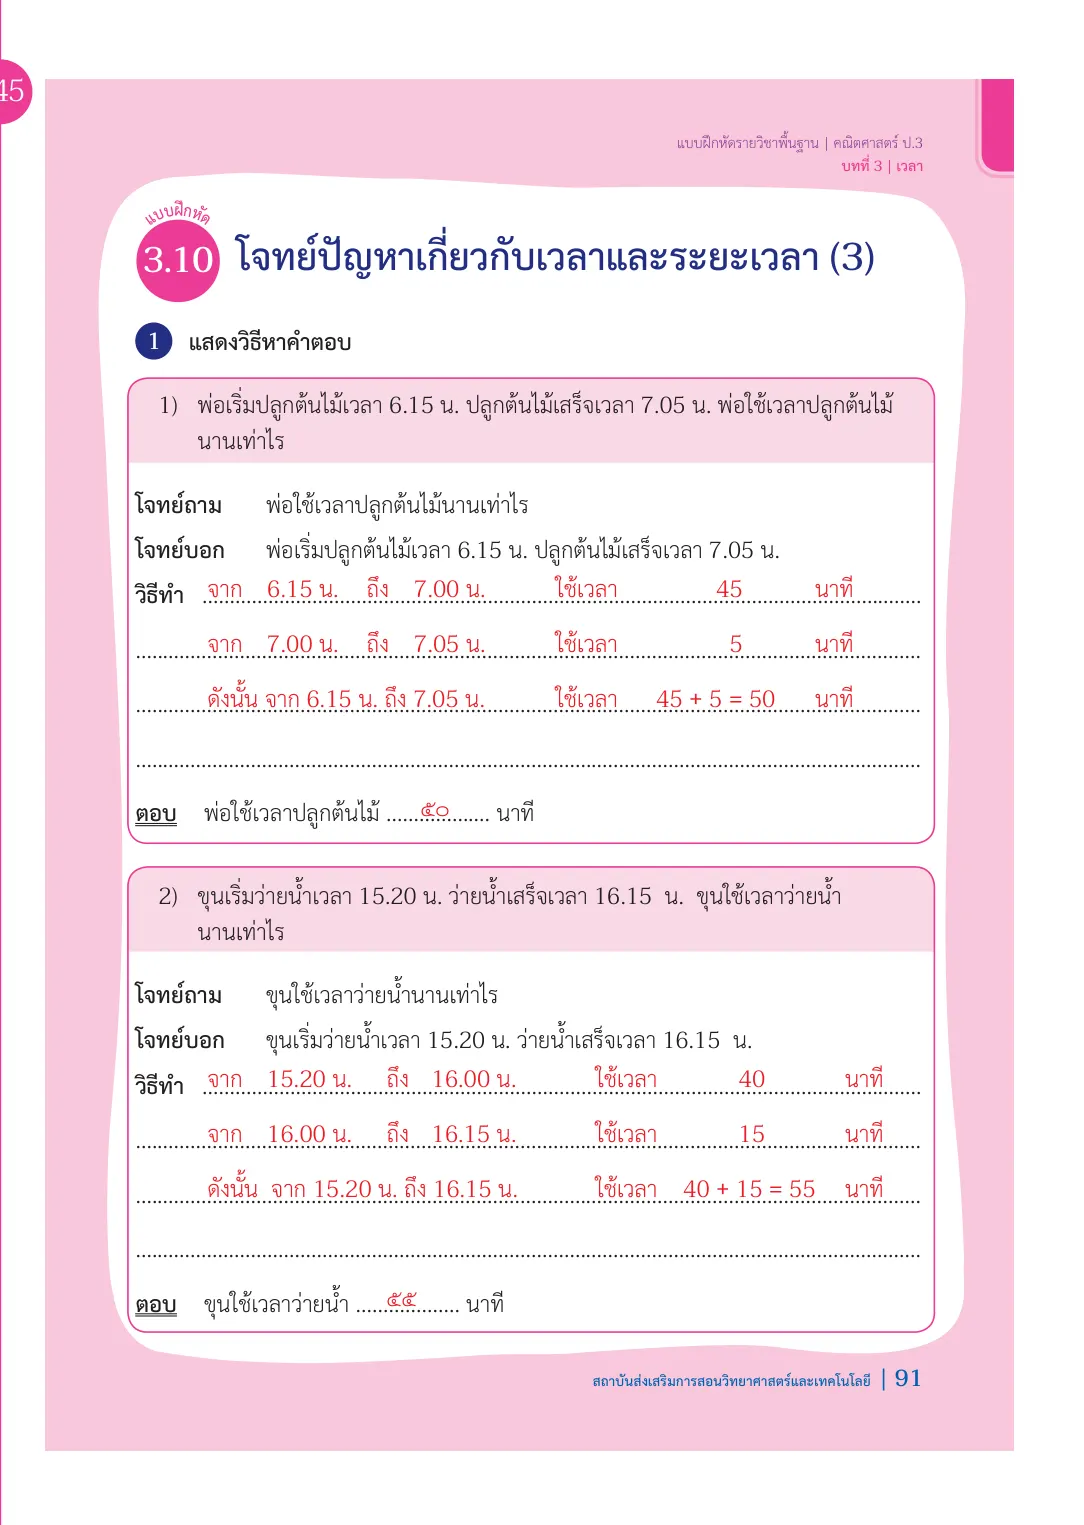 45
แบบฝึกหัดรายวิชาพื้นฐาน | คณิตศาสตร์ ป.3
บทที่ 3 | เวลา
แบบฝึกหัด
3.10 โจทย์ปัญหาเกี่ยวกับเวลาและระยะเวลา (3)
1 แสดงวิธีหาคำตอบ
1) พ่อเริ่มปลูกต้นไม้เวลา 6.15 น. ปลูกต้นไม้เสร็จเวลา 7.05 น. พ่อใช้เวลาปลูกต้นไม้
นานเท่าไร
โจทย์ถาม พ่อใช้เวลาปลูกต้นไม้นานเท่าไร
โจทย์บอก พ่อเริ่มปลูกต้นไม้เวลา 6.15 น. ปลูกต้นไม้เสร็จเวลา 7.05 น.
วิธีทำ จาก 6.15 น. ถึง 7.00 น. ใช้เวลา 45 นาที
จาก 7.00 น. ถึง 7.05 น. ใช้เวลา 5 นาที
ดังนั้น จาก 6.15 น. ถึง 7.05 น. ใช้เวลา 45 + 5 = 50 นาที
ตอบ พ่อใช้เวลาปลูกต้นไม้ ๕๐ นาที
2) ขุนเริ่มว่ายน้ำเวลา 15.20 น. ว่ายน้ำเสร็จเวลา 16.15 น. ขุนใช้เวลาว่ายน้ำ
นานเท่าไร
โจทย์ถาม ขุนใช้เวลาว่ายน้ำนานเท่าไร
โจทย์บอก ขุนเริ่มว่ายน้ำเวลา 15.20 น. ว่ายน้ำเสร็จเวลา 16.15 น.
วิธีทำ จาก 15.20 น. ถึง 16.00 น. ใช้เวลา 40 นาที
จาก 16.00 น. ถึง 16.15 น. ใช้เวลา 15 นาที
ดังนั้น จาก 15.20 น. ถึง 16.15 น. ใช้เวลา 40 + 15 = 55 นาที
ตอบ ขุนใช้เวลาว่ายน้ำ ๕๕ นาที
สถาบันส่งเสริมการสอนวิทยาศาสตร์และเทคโนโลยี | 91